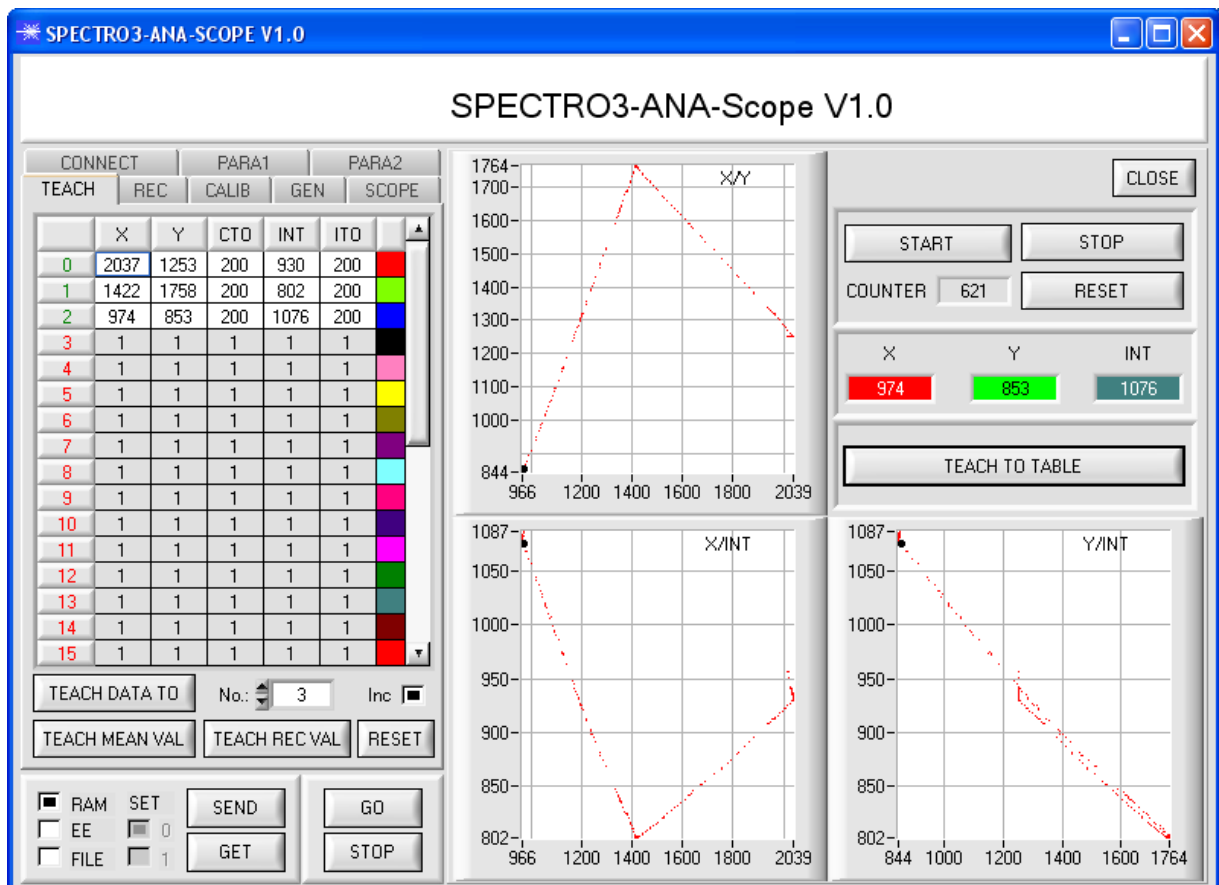 SPECTRO3-ANA-SCOPE V1.0
SPECTRO3-ANA-Scope V1.0
CONNECT PARA1 PARA2
TEACH REC CALIB GEN SCOPE
X Y CTO INT ITO
0 2037 1253 200 930 200
1 1422 1758 200 802 200
2 974 853 200 1076 200
3 1 1 1 1 1
4 1 1 1 1 1
5 1 1 1 1 1
6 1 1 1 1 1
7 1 1 1 1 1
8 1 1 1 1 1
9 1 1 1 1 1
10 1 1 1 1 1
11 1 1 1 1 1
12 1 1 1 1 1
13 1 1 1 1 1
14 1 1 1 1 1
15 1 1 1 1 1
TEACH DATA TO No.: 3 Inc
TEACH MEAN VAL TEACH REC VAL RESET
RAM SET SEND GO
EE 0
FILE 1 GET STOP
X/Y
1764
1700
1600
1500
1400
1300
1200
1100
1000
844
966 1200 1400 1600 1800 2039
CLOSE
START STOP
COUNTER 621 RESET
X Y INT
974 853 1076
TEACH TO TABLE
X/INT
1087
1050
1000
950
900
850
802
966 1200 1400 1600 1800 2039
Y/INT
1087
1050
1000
950
900
850
802
844 1000 1200 1400 1600 1764